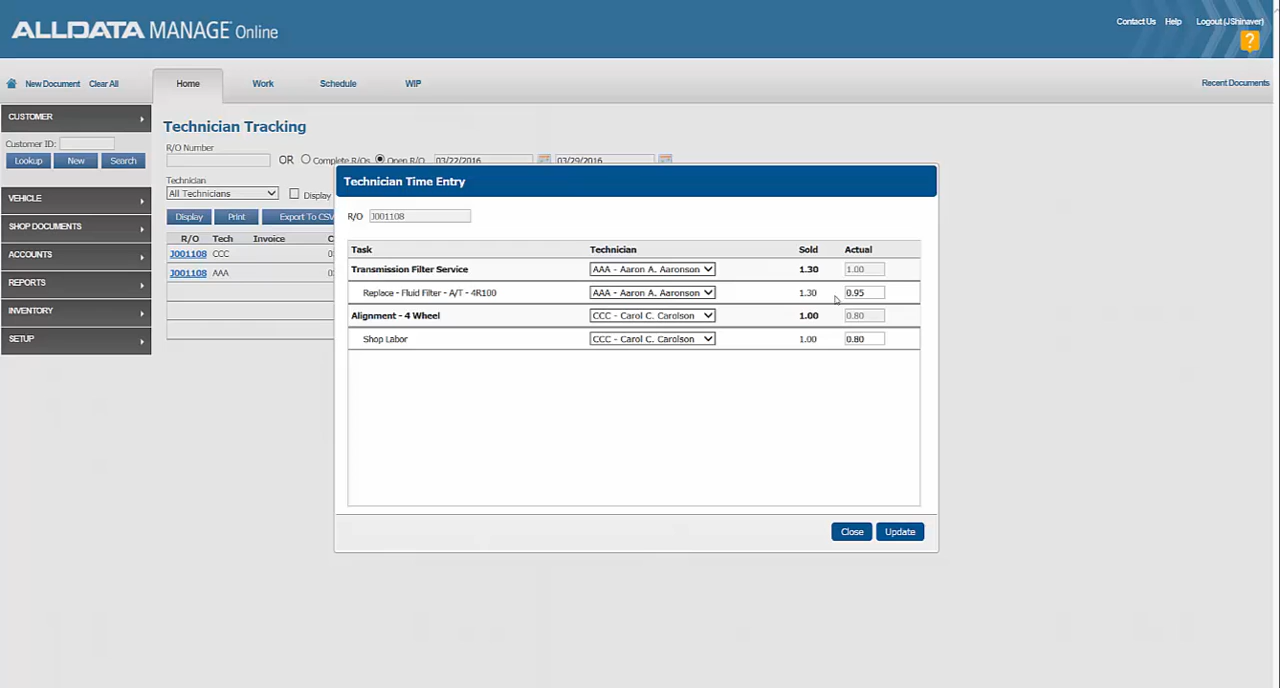 ALLDATA MANAGE Online
Contact Us Help Logout (JShinaver)
?
New Document Clear All Home Work Schedule WIP Recent Documents
CUSTOMER
Customer ID:
Lookup New Search
VEHICLE
SHOP DOCUMENTS
ACCOUNTS
REPORTS
INVENTORY
SETUP
Technician Tracking
R/O Number
OR Complete R/Os Open R/O 03/22/2016 03/29/2016
Technician
All Technicians Display
Display Print Export To CSV
R/O Tech Invoice
J001108 CCC
J001108 AAA
Technician Time Entry
R/O J001108
Task Technician Sold Actual
Transmission Filter Service AAA - Aaron A. Aaronson 1.30 1.00
Replace - Fluid Filter - A/T - 4R100 AAA - Aaron A. Aaronson 1.30 0.95
Alignment - 4 Wheel CCC - Carol C. Carolson 1.00 0.80
Shop Labor CCC - Carol C. Carolson 1.00 0.80
Close Update